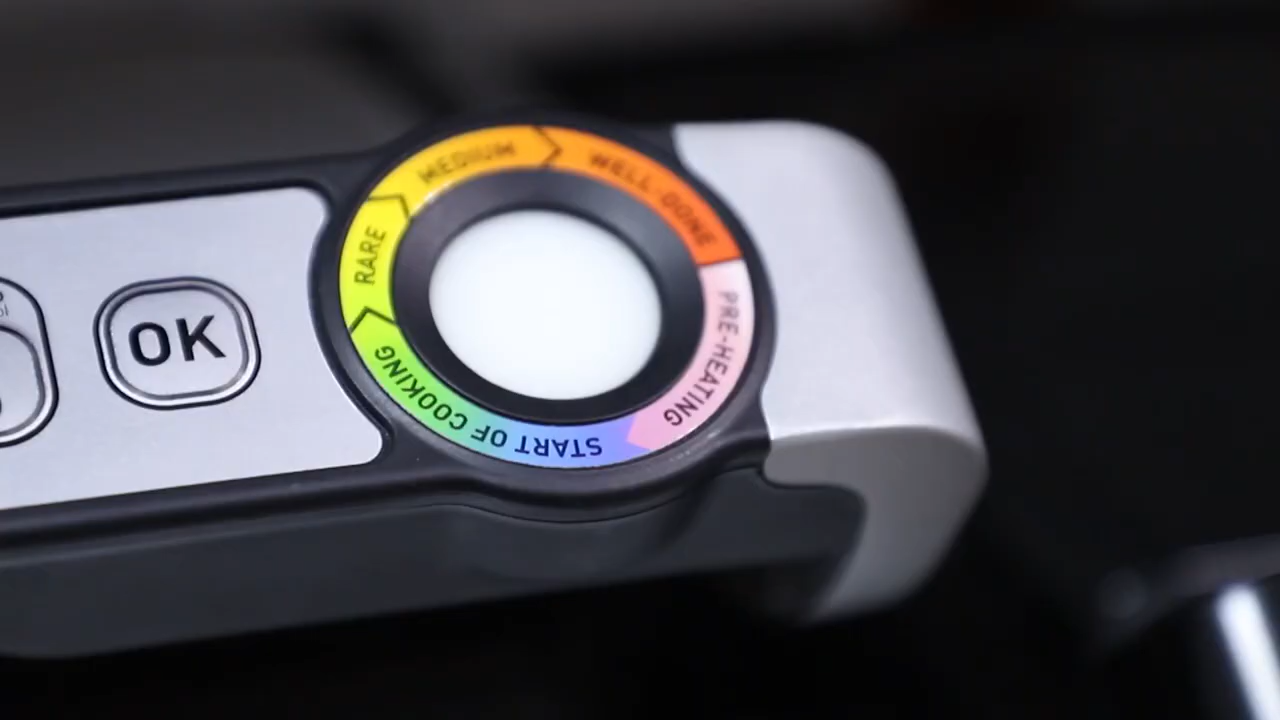 OK
RARE
MEDIUM
WELL-DONE
PRE-HEATING
START OF COOKING